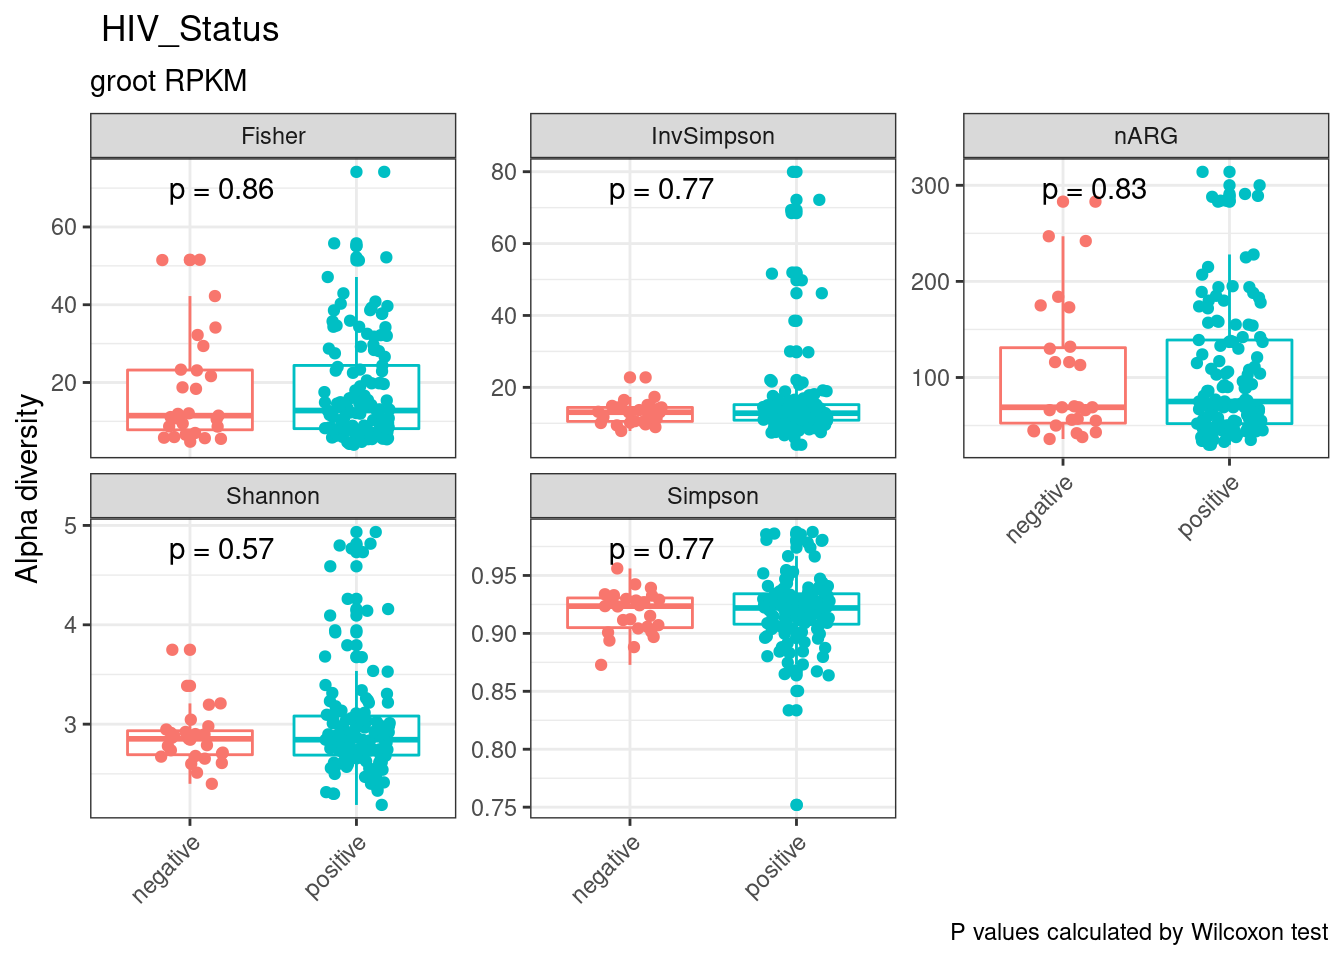 HIV_Status
groot RPKM
Alpha diversity
Fisher
p = 0.86
60
40
20
InvSimpson
p = 0.77
80
60
40
20
nARG
p = 0.83
300
200
100
negative
positive
Shannon
p = 0.57
5
4
3
negative
positive
Simpson
p = 0.77
0.95
0.90
0.85
0.80
0.75
negative
positive
P values calculated by Wilcoxon test